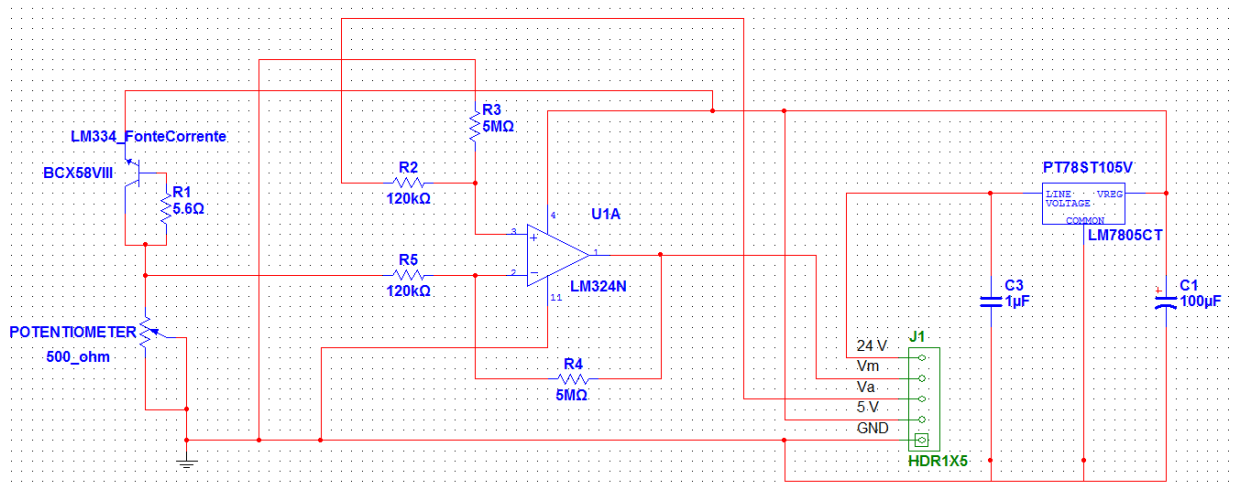 R3
5MΩ
LM334_FonteCorrente
BCX58VIII
R1
5.6Ω
R2
120kΩ
PT78ST105V
LINE VREG
VOLTAGE
COMMON
LM7805CT
4
U1A
3
+
1
2
−
LM324N
11
R5
120kΩ
C3
1µF
+
C1
100µF
POTENTIOMETER
500_ohm
R4
5MΩ
J1
24 V
Vm
Va
5 V
GND
HDR1X5